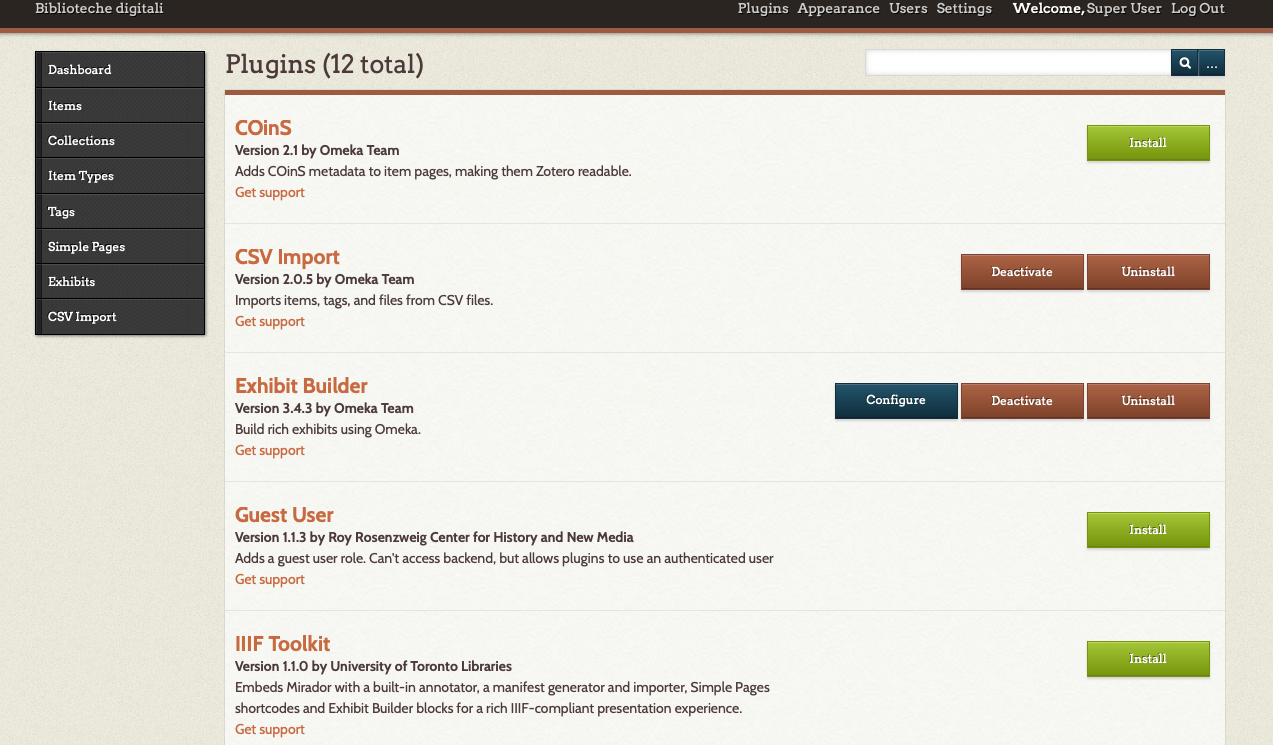 Biblioteche digitali
Plugins Appearance Users Settings Welcome, Super User Log Out
Dashboard
Items
Collections
Item Types
Tags
Simple Pages
Exhibits
CSV Import
Plugins (12 total)
...
COinS
Version 2.1 by Omeka Team
Adds COinS metadata to item pages, making them Zotero readable.
Get support
Install
CSV Import
Version 2.0.5 by Omeka Team
Imports items, tags, and files from CSV files.
Get support
Deactivate Uninstall
Exhibit Builder
Version 3.4.3 by Omeka Team
Build rich exhibits using Omeka.
Get support
Configure Deactivate Uninstall
Guest User
Version 1.1.3 by Roy Rosenzweig Center for History and New Media
Adds a guest user role. Can't access backend, but allows plugins to use an authenticated user
Get support
Install
IIIF Toolkit
Version 1.1.0 by University of Toronto Libraries
Embeds Mirador with a built-in annotator, a manifest generator and importer, Simple Pages
shortcodes and Exhibit Builder blocks for a rich IIIF-compliant presentation experience.
Get support
Install